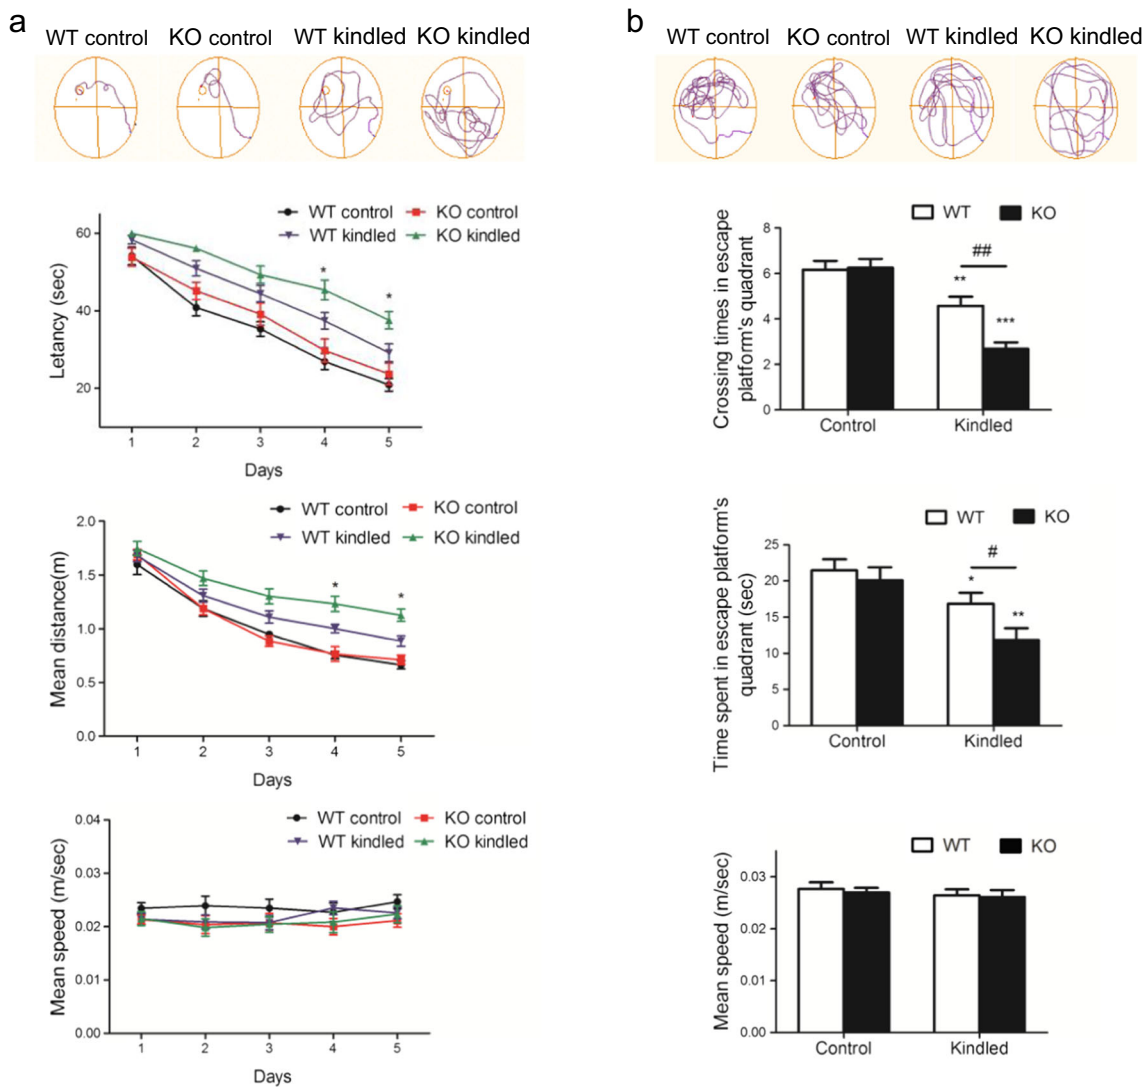 a
WT control KO control WT kindled KO kindled
WT control KO control
WT kindled KO kindled
Letancy (sec)
60
40
20
1 2 3 4 5
* *
Days
WT control KO control
WT kindled KO kindled
Mean distance(m)
2.0
1.5
1.0
0.5
0.0
1 2 3 4 5
* *
Days
WT control KO control
WT kindled KO kindled
Mean speed (m/sec)
0.04
0.03
0.02
0.01
0.00
1 2 3 4 5
Days
b
WT control KO control WT kindled KO kindled
WT KO
Crossing times in escape
platform's quadrant
8
6
4
2
0
##
**
***
Control Kindled
WT KO
Time spent in escape platform's
quadrant (sec)
25
20
15
10
5
0
#
*
**
Control Kindled
WT KO
Mean speed (m/sec)
0.03
0.02
0.01
0.00
Control Kindled